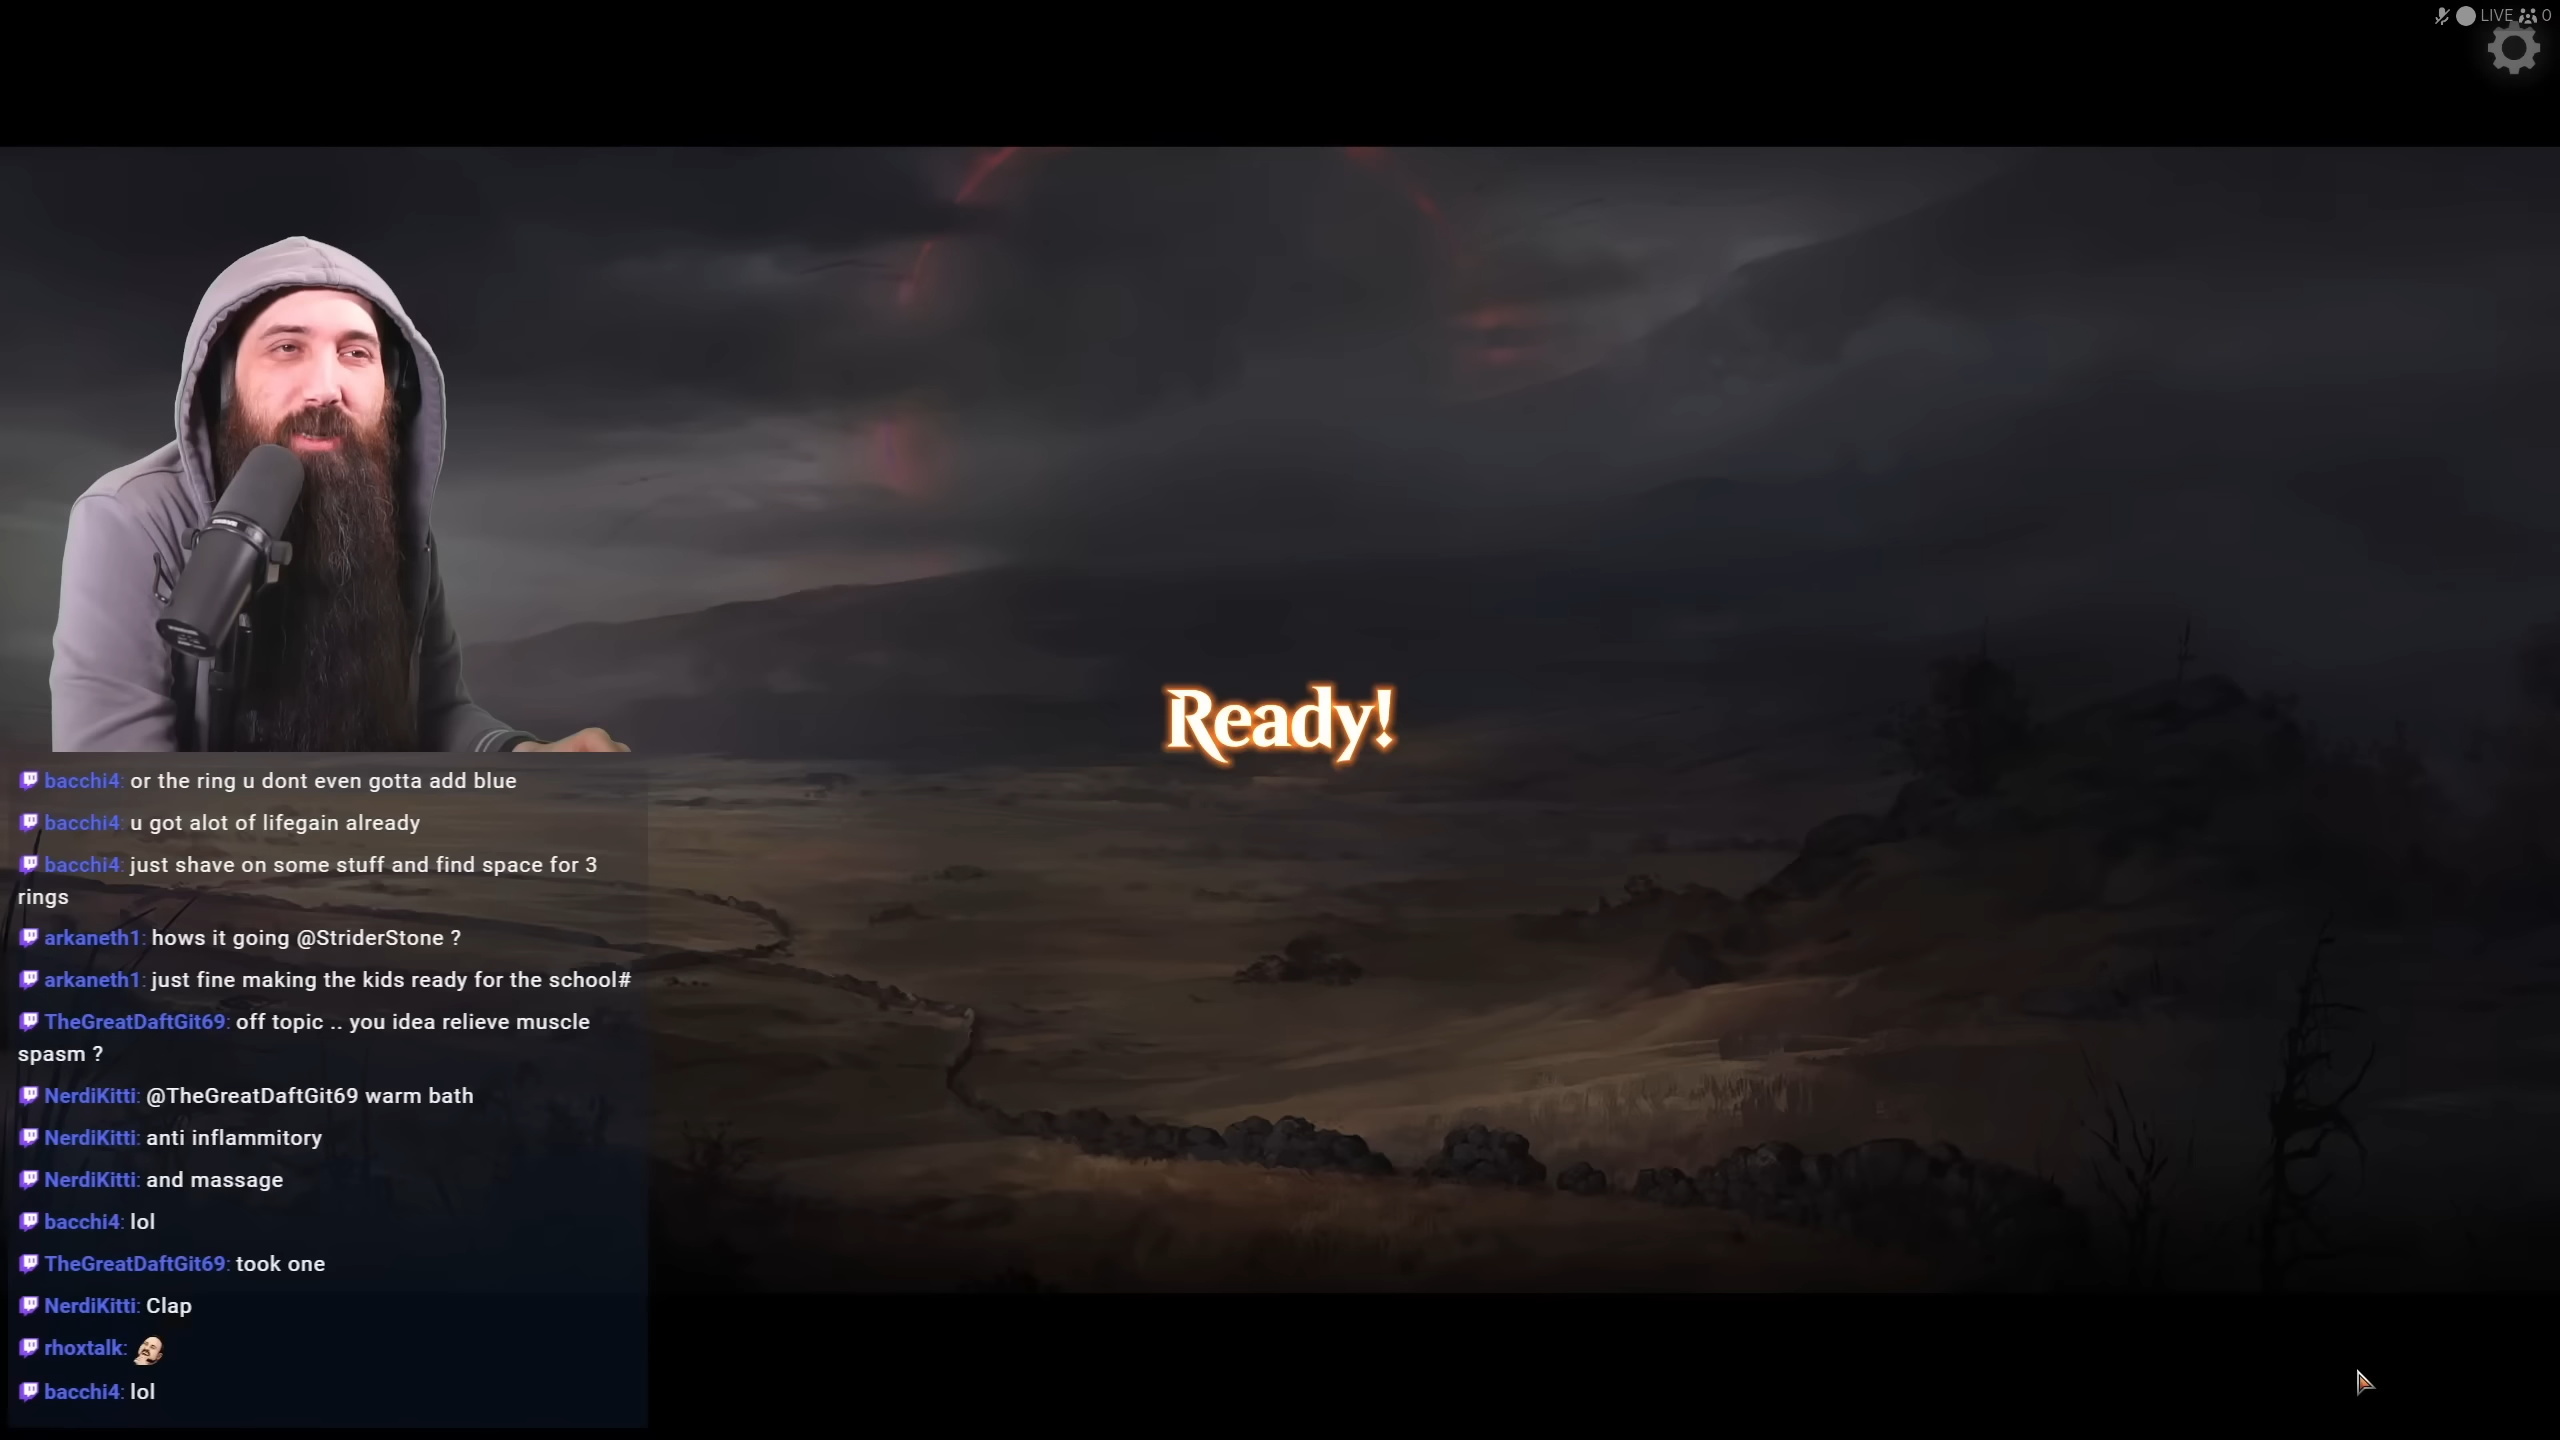 LIVE 0
Ready!
bacchi4: or the ring u dont even gotta add blue
bacchi4: u got alot of lifegain already
bacchi4: just shave on some stuff and find space for 3
rings
arkaneth1: hows it going @StriderStone ?
arkaneth1: just fine making the kids ready for the school#
TheGreatDaftGit69: off topic .. you idea relieve muscle
spasm ?
NerdiKitti: @TheGreatDaftGit69 warm bath
NerdiKitti: anti inflammitory
NerdiKitti: and massage
bacchi4: lol
TheGreatDaftGit69: took one
NerdiKitti: Clap
rhoxtalk:
bacchi4: lol